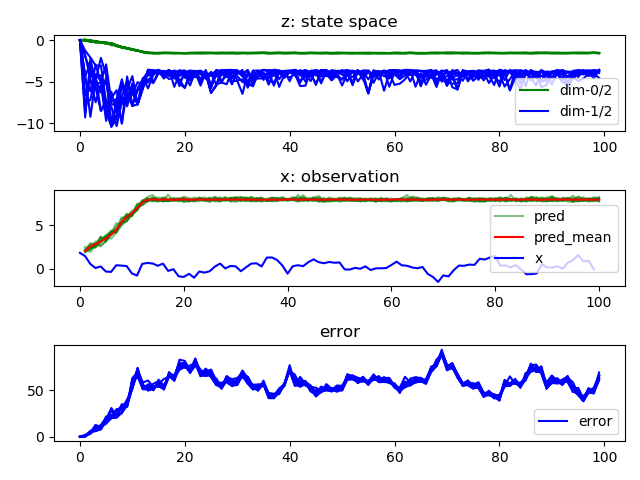 z: state space
0
−5
−10
dim-0/2
dim-1/2
0 20 40 60 80 100
x: observation
5
0
pred
pred_mean
x
0 20 40 60 80 100
error
50
0
error
0 20 40 60 80 100